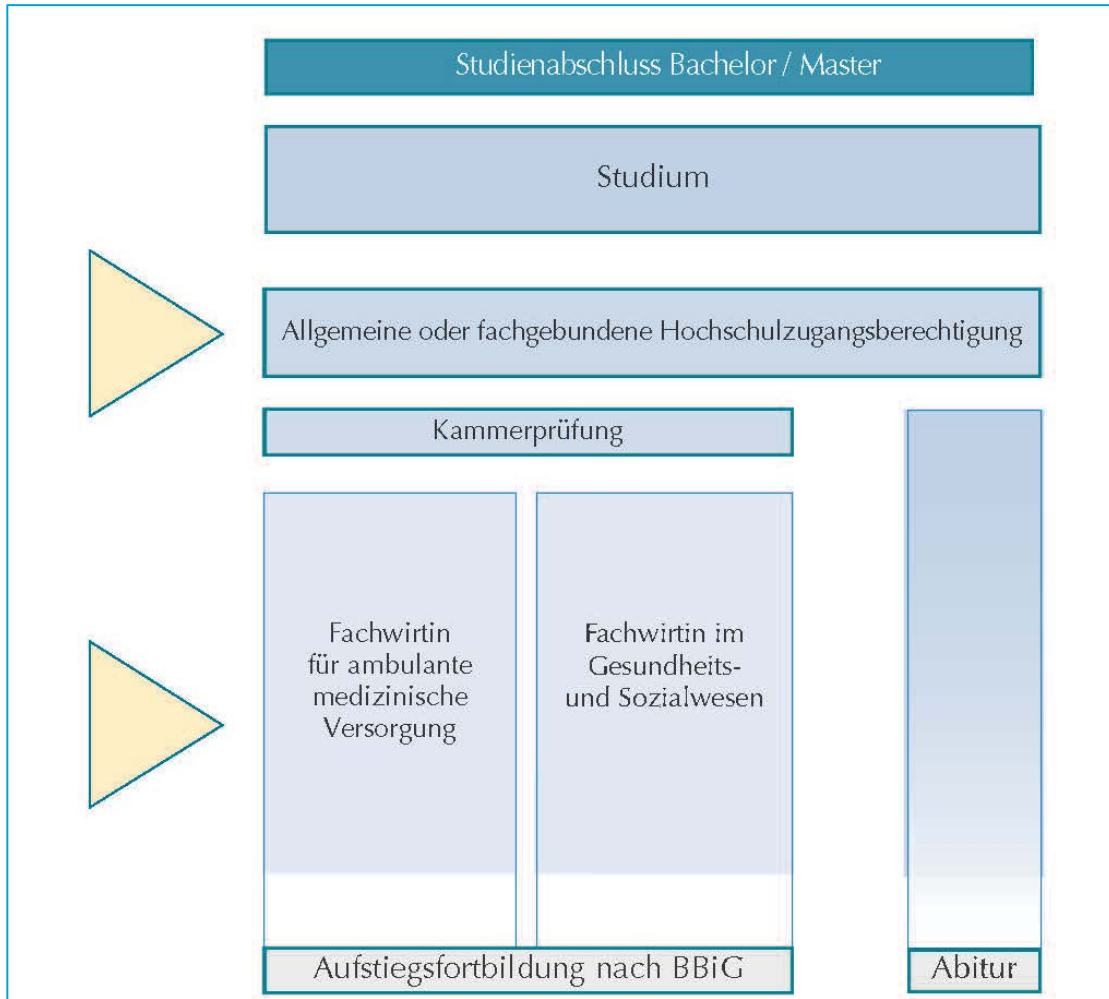 Studienabschluss Bachelor / Master
Studium
Allgemeine oder fachgebundene Hochschulzugangsberechtigung
Kammerprüfung
Fachwirtin
für ambulante
medizinische
Versorgung
Fachwirtin im
Gesundheits-
und Sozialwesen
Aufstiegsfortbildung nach BBiG
Abitur